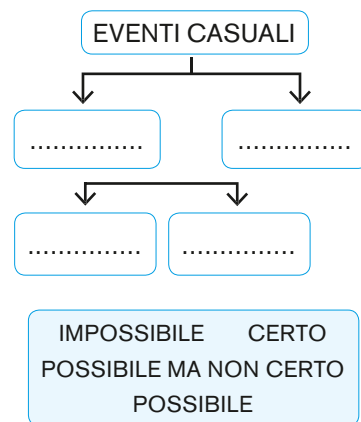 EVENTI CASUALI
...............
...............
...............
...............
IMPOSSIBILE CERTO
POSSIBILE MA NON CERTO
POSSIBILE